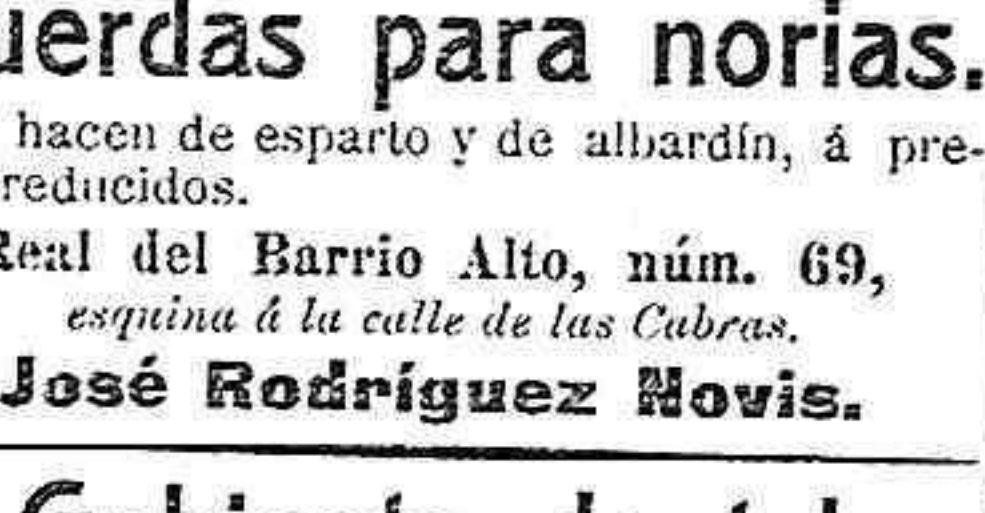 uerdas para norias.
hacen de esparto y de albardín, á pre-
reducidos.
Real del Barrio Alto, núm. 69,
esquina á la calle de las Cabras.
José Rodríguez Novis.